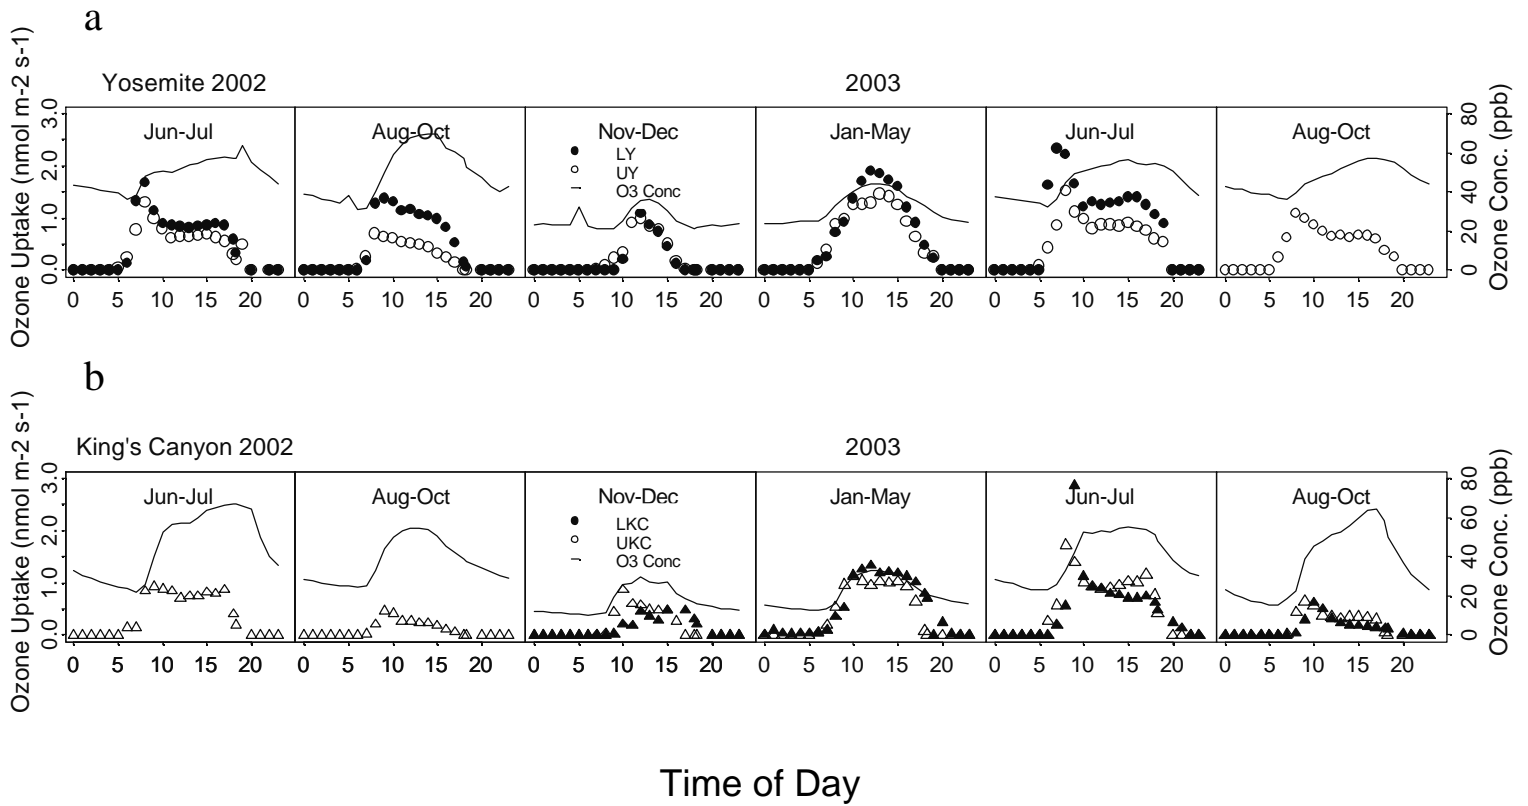 a
Ozone Uptake (nmol m-2 s-1)
Yosemite 2002
2003
3.0
2.0
1.0
0.0
Jun-Jul
Aug-Oct
Nov-Dec
LY
UY
O3 Conc
Jan-May
Jun-Jul
Aug-Oct
80
60
40
20
0
Ozone Conc. (ppb)
0 5 10 15 20
0 5 10 15 20
0 5 10 15 20
0 5 10 15 20
0 5 10 15 20
0 5 10 15 20
b
Ozone Uptake (nmol m-2 s-1)
King's Canyon 2002
2003
3.0
2.0
1.0
0.0
Jun-Jul
Aug-Oct
Nov-Dec
LKC
UKC
O3 Conc
Jan-May
Jun-Jul
Aug-Oct
80
60
40
20
0
Ozone Conc. (ppb)
0 5 10 15 20
0 5 10 15 20
0 5 10 15 20
0 5 10 15 20
0 5 10 15 20
0 5 10 15 20
Time of Day